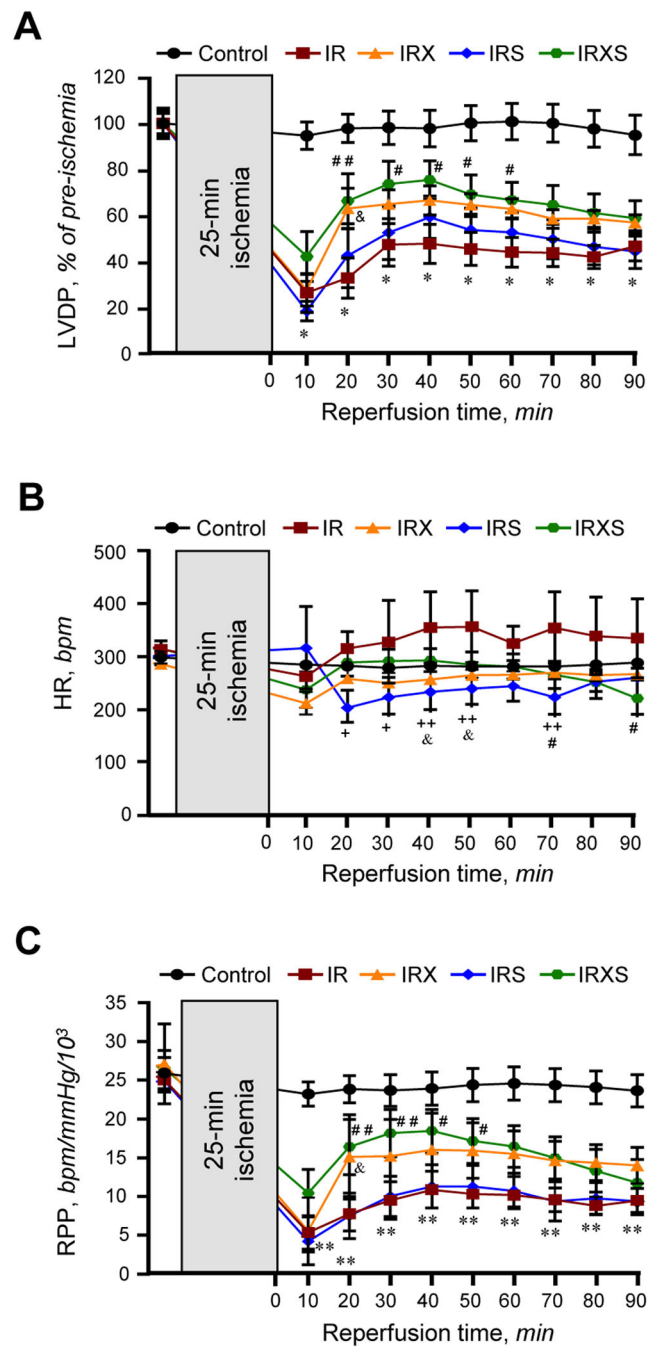 A
Control IR IRX IRS IRXS
LVDP, % of pre-ischemia
120
100
80
60
40
20
0
25-min
ischemia
## # # # #
&
* * * * * * * * *
0 10 20 30 40 50 60 70 80 90
Reperfusion time, min
B
Control IR IRX IRS IRXS
HR, bpm
500
400
300
200
100
0
25-min
ischemia
+ + ++ ++ ++ #
& & #
0 10 20 30 40 50 60 70 80 90
Reperfusion time, min
C
Control IR IRX IRS IRXS
RPP, bpm/mmHg/10³
35
30
25
20
15
10
5
0
25-min
ischemia
## ## # #
&
** ** ** ** ** ** ** ** **
0 10 20 30 40 50 60 70 80 90
Reperfusion time, min